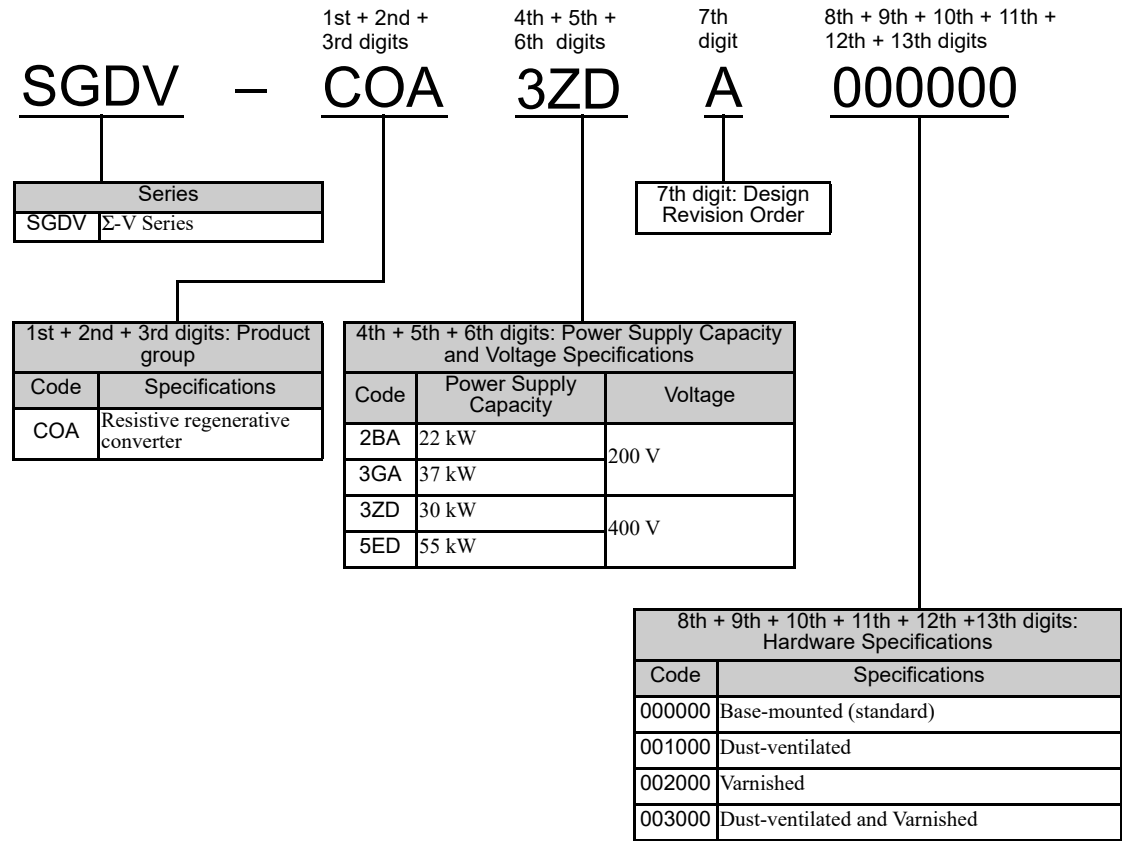 1st + 2nd +
3rd digits
4th + 5th +
6th digits
7th
digit
8th + 9th + 10th + 11th +
12th + 13th digits
SGDV – COA 3ZD A 000000
Series
SGDV Σ-V Series
7th digit: Design
Revision Order
1st + 2nd + 3rd digits: Product
group
Code Specifications
COA Resistive regenerative
converter
4th + 5th + 6th digits: Power Supply Capacity
and Voltage Specifications
Code Power Supply
Capacity Voltage
2BA 22 kW
200 V
3GA 37 kW
3ZD 30 kW
400 V
5ED 55 kW
8th + 9th + 10th + 11th + 12th +13th digits:
Hardware Specifications
Code Specifications
000000 Base-mounted (standard)
001000 Dust-ventilated
002000 Varnished
003000 Dust-ventilated and Varnished